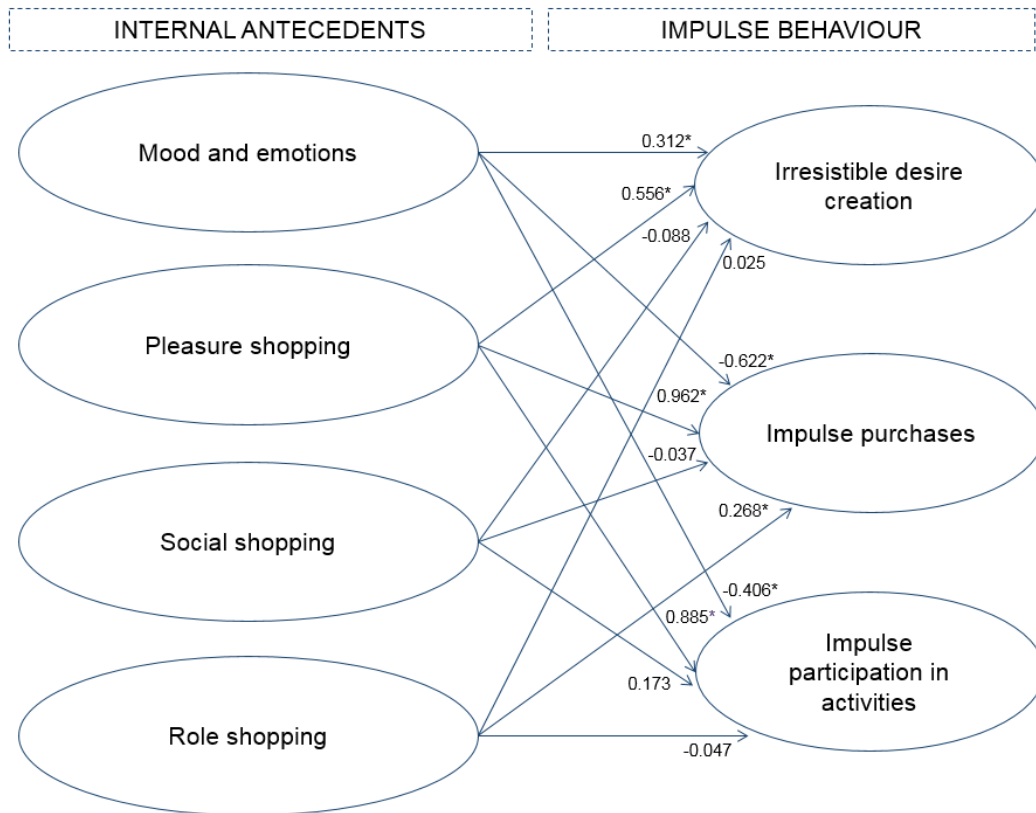 INTERNAL ANTECEDENTS
IMPULSE BEHAVIOUR
Mood and emotions
0.312*
Irresistible desire
creation
0.556*
-0.088
0.025
Pleasure shopping
-0.622*
0.962*
Impulse purchases
-0.037
0.268*
Social shopping
-0.406*
0.885*
Impulse
participation in
activities
0.173
Role shopping
-0.047